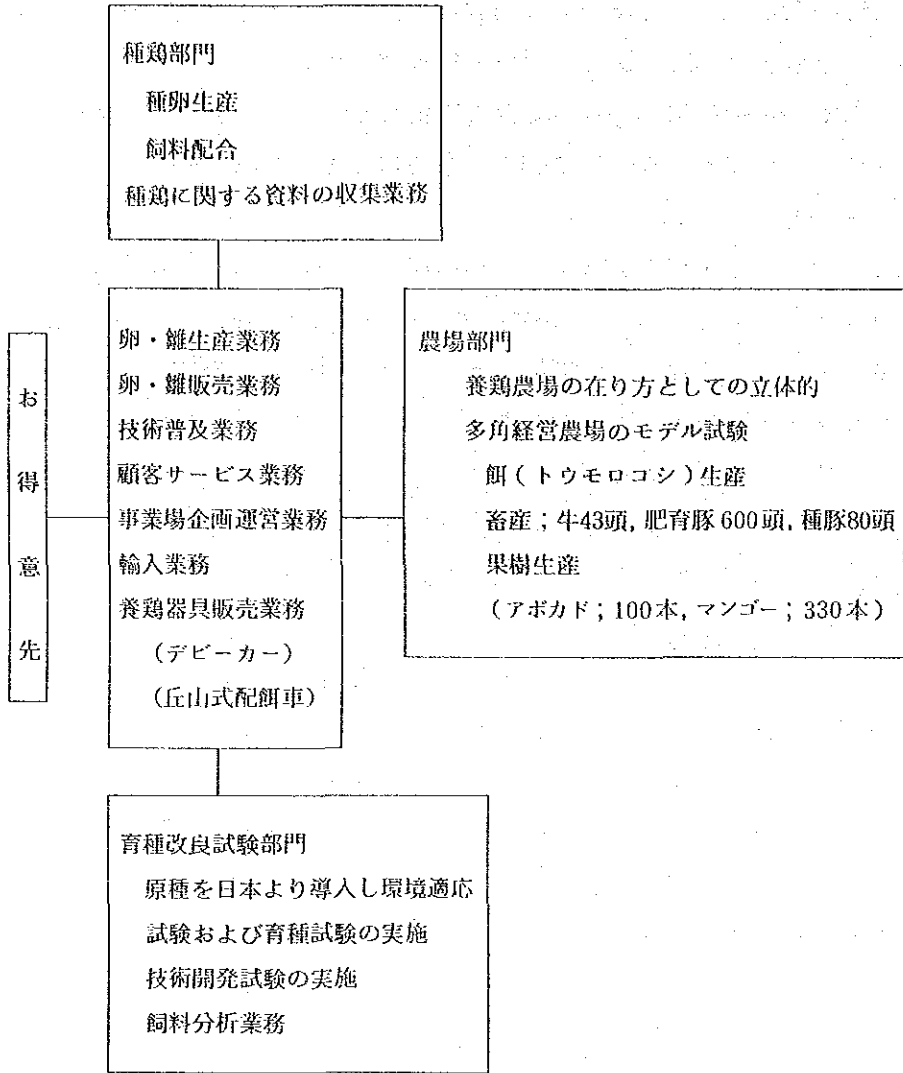 種鶏部門
種卵生産
飼料配合
種鶏に関する資料の収集業務
お得意先
卵・雛生産業務
卵・雛販売業務
技術普及業務
顧客サービス業務
事業場企画運営業務
輸入業務
養鶏器具販売業務
(デビーカー)
(丘山式配餌車)
農場部門
養鶏農場の在り方としての立体的
多角経営農場のモデル試験
餌(トウモロコシ)生産
畜産;牛43頭,肥育豚600頭,種豚80頭
果樹生産
(アボカド;100本,マンゴー;330本)
育種改良試験部門
原種を日本より導入し環境適応
試験および育種試験の実施
技術開発試験の実施
飼料分析業務